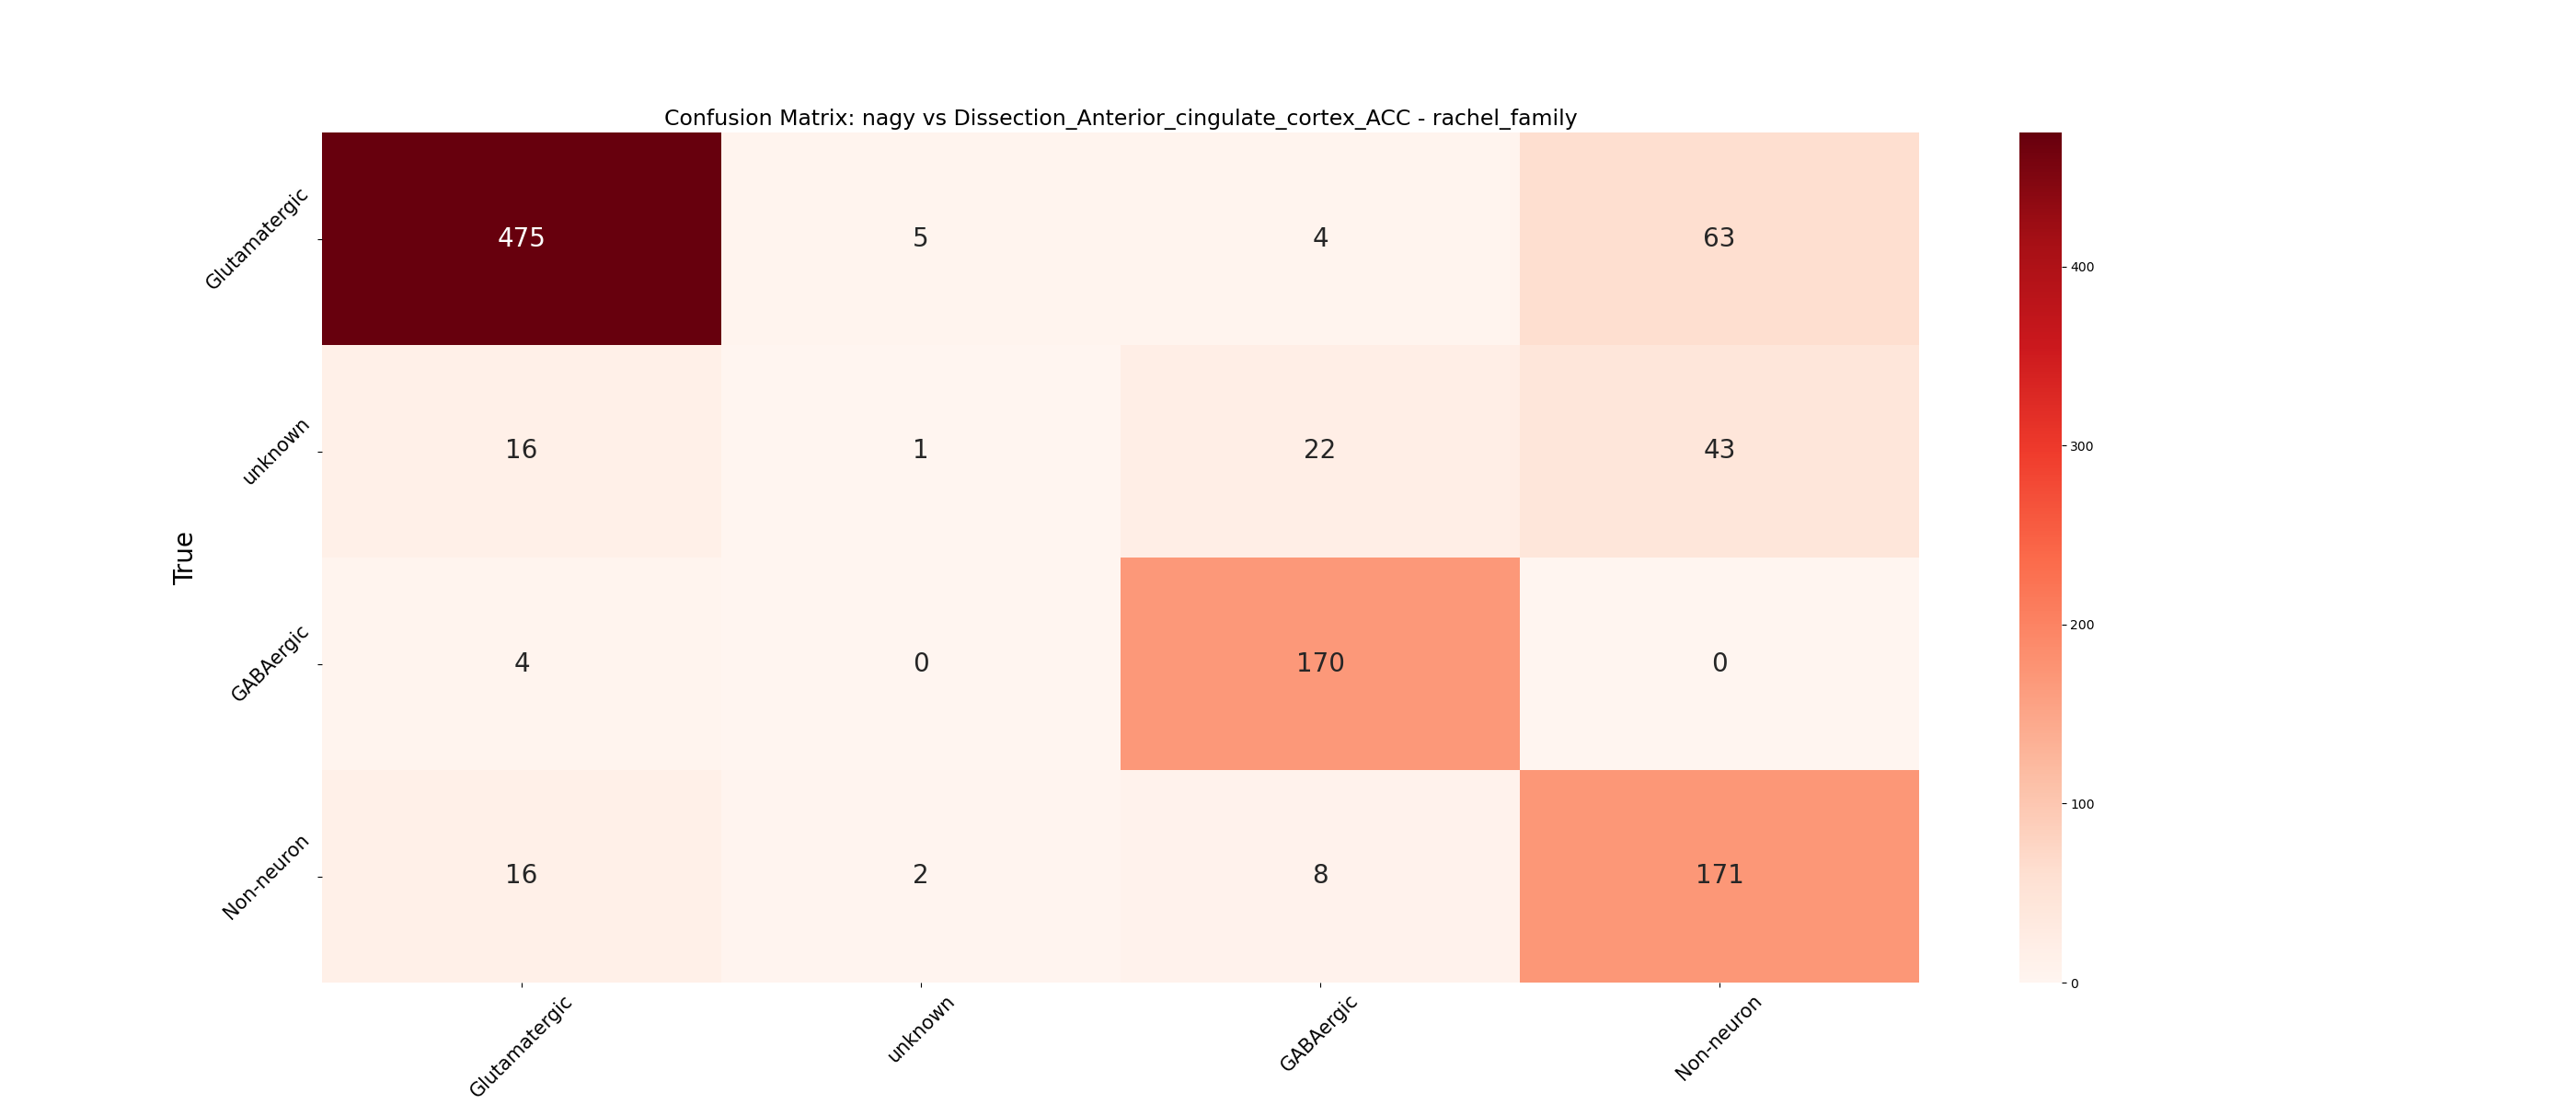 Confusion Matrix: nagy vs Dissection_Anterior_cingulate_cortex_ACC - rachel_family
True
Glutamatergic 475 5 4 63
unknown 16 1 22 43
GABAergic 4 0 170 0
Non-neuron 16 2 8 171
Glutamatergic unknown GABAergic Non-neuron
400
300
200
100
0